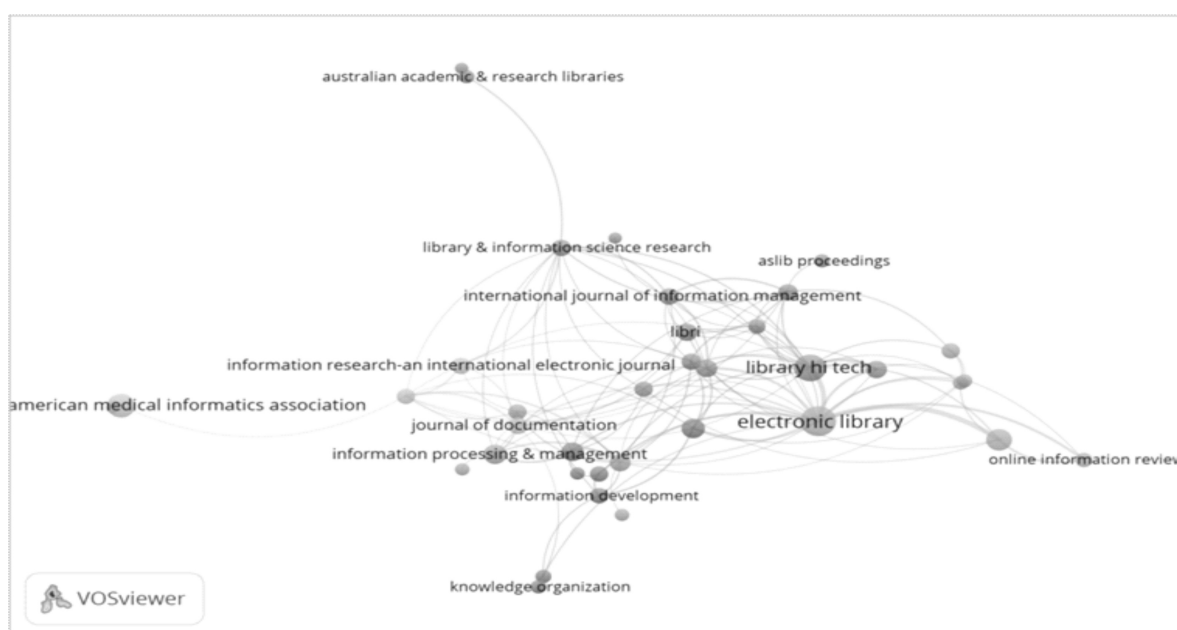 australian academic & research libraries
library & information science research
aslib proceedings
international journal of information management
libri
information research-an international electronic journal
library hi tech
american medical informatics association
electronic library
journal of documentation
information processing & management
online information review
information development
knowledge organization
VOSviewer